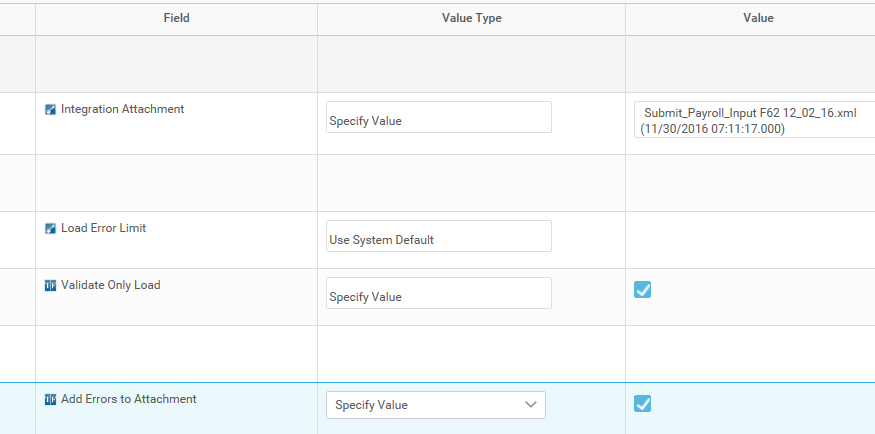 Field Value Type Value
Integration Attachment
Specify Value
Submit_Payroll_Input F62 12_02_16.xml
(11/30/2016 07:11:17.000)
Load Error Limit
Use System Default
Validate Only Load
Specify Value
Add Errors to Attachment
Specify Value